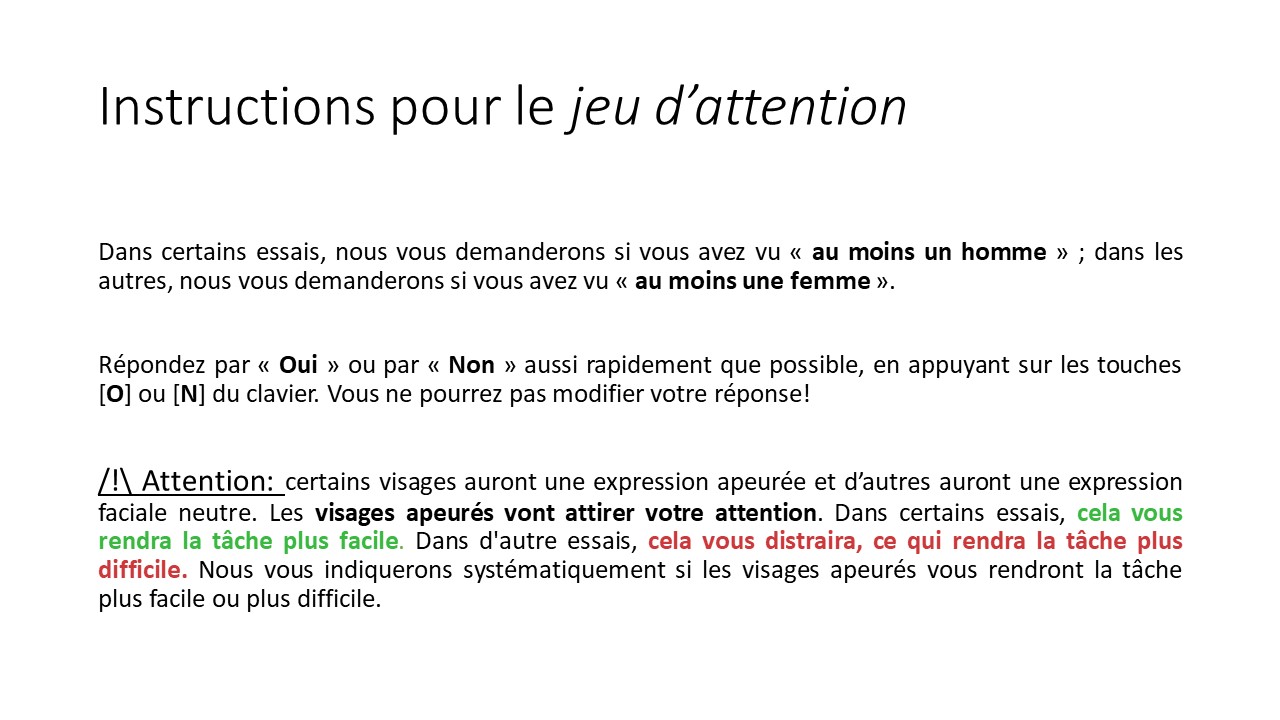 Instructions pour le jeu d’attention
Dans certains essais, nous vous demanderons si vous avez vu « au moins un homme » ; dans les
autres, nous vous demanderons si vous avez vu « au moins une femme ».
Répondez par « Oui » ou par « Non » aussi rapidement que possible, en appuyant sur les touches
[O] ou [N] du clavier. Vous ne pourrez pas modifier votre réponse!
/!\ Attention: certains visages auront une expression apeurée et d’autres auront une expression
faciale neutre. Les visages apeurés vont attirer votre attention. Dans certains essais, cela vous
rendra la tâche plus facile. Dans d'autre essais, cela vous distraira, ce qui rendra la tâche plus
difficile. Nous vous indiquerons systématiquement si les visages apeurés vous rendront la tâche
plus facile ou plus difficile.